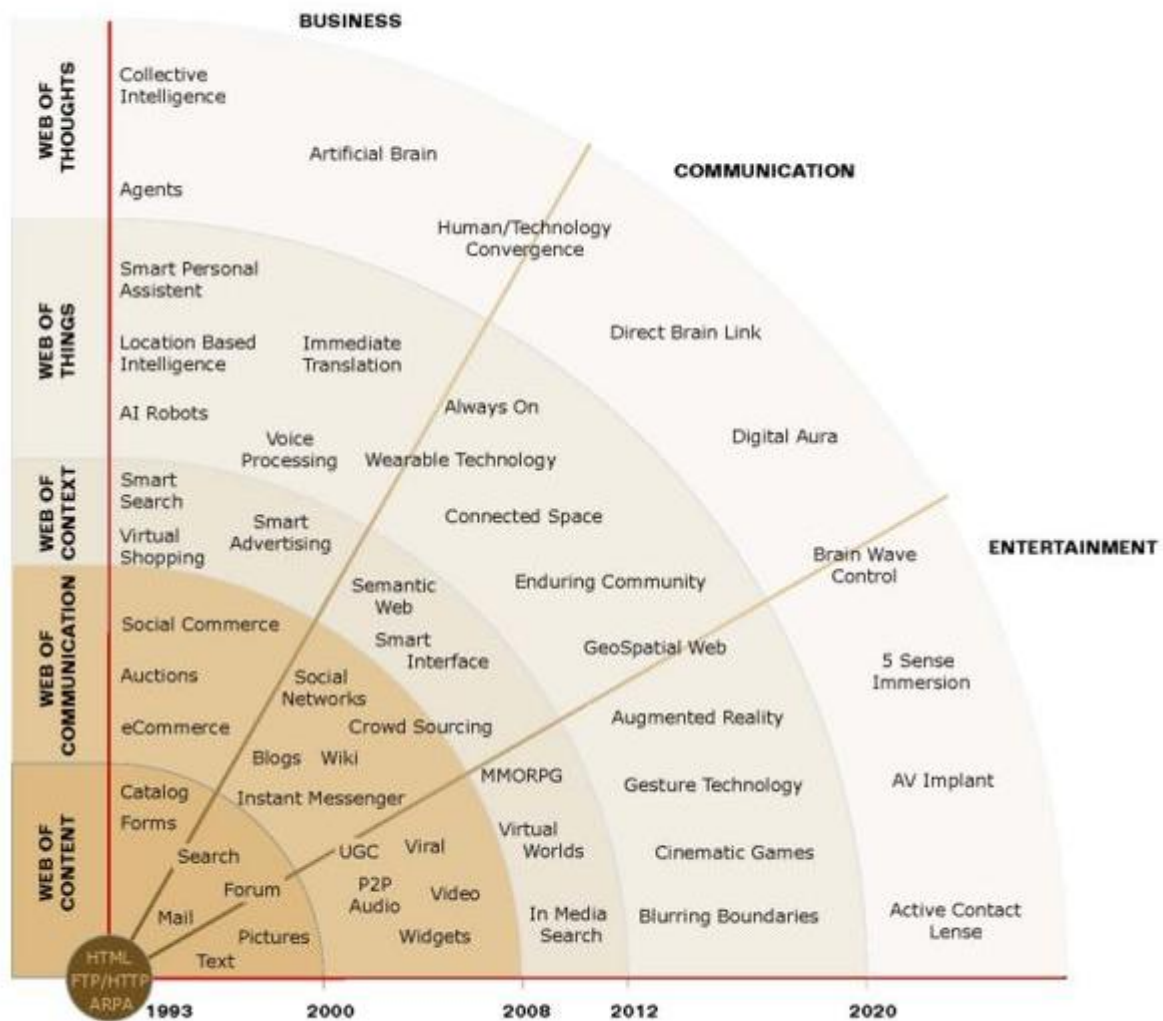 BUSINESS
COMMUNICATION
ENTERTAINMENT
WEB OF
THOUGHTS
Collective
Intelligence
Artificial Brain
Agents
Human/Technology
Convergence
Direct Brain Link
Digital Aura
Brain Wave
Control
5 Sense
Immersion
AV Implant
Active Contact
Lense
WEB OF
THINGS
Smart Personal
Assistent
Location Based
Intelligence
Immediate
Translation
AI Robots
Voice
Processing
Always On
Wearable Technology
Connected Space
Enduring Community
GeoSpatial Web
Augmented Reality
Gesture Technology
Cinematic Games
Blurring Boundaries
WEB OF
CONTEXT
Smart
Search
Virtual
Shopping
Smart
Advertising
Semantic
Web
Smart
Interface
MMORPG
Virtual
Worlds
In Media
Search
WEB OF
COMMUNICATION
Social Commerce
Auctions
eCommerce
Social
Networks
Crowd Sourcing
Blogs
Wiki
Instant Messenger
UGC
Viral
P2P
Audio
Video
Widgets
WEB OF
CONTENT
Catalog
Forms
Search
Forum
Mail
Pictures
Text
HTML
FTP/HTTP
ARPA
1993
2000
2008
2012
2020